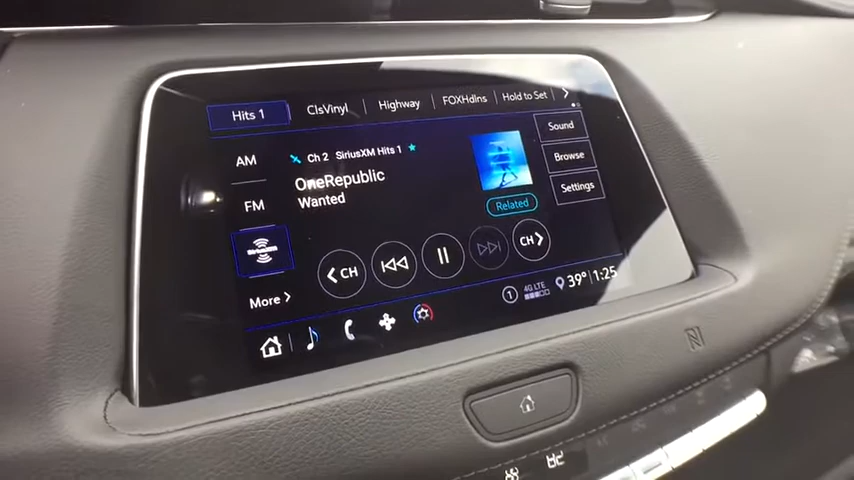 Hits 1
ClsVinyl
Highway
FOXHdlns
Hold to Set
AM
Ch 2 SiriusXM Hits 1
Sound
OneRepublic
Browse
FM
Wanted
Related
Settings
CH
CH
More
1
4G LTE
39° 1:25